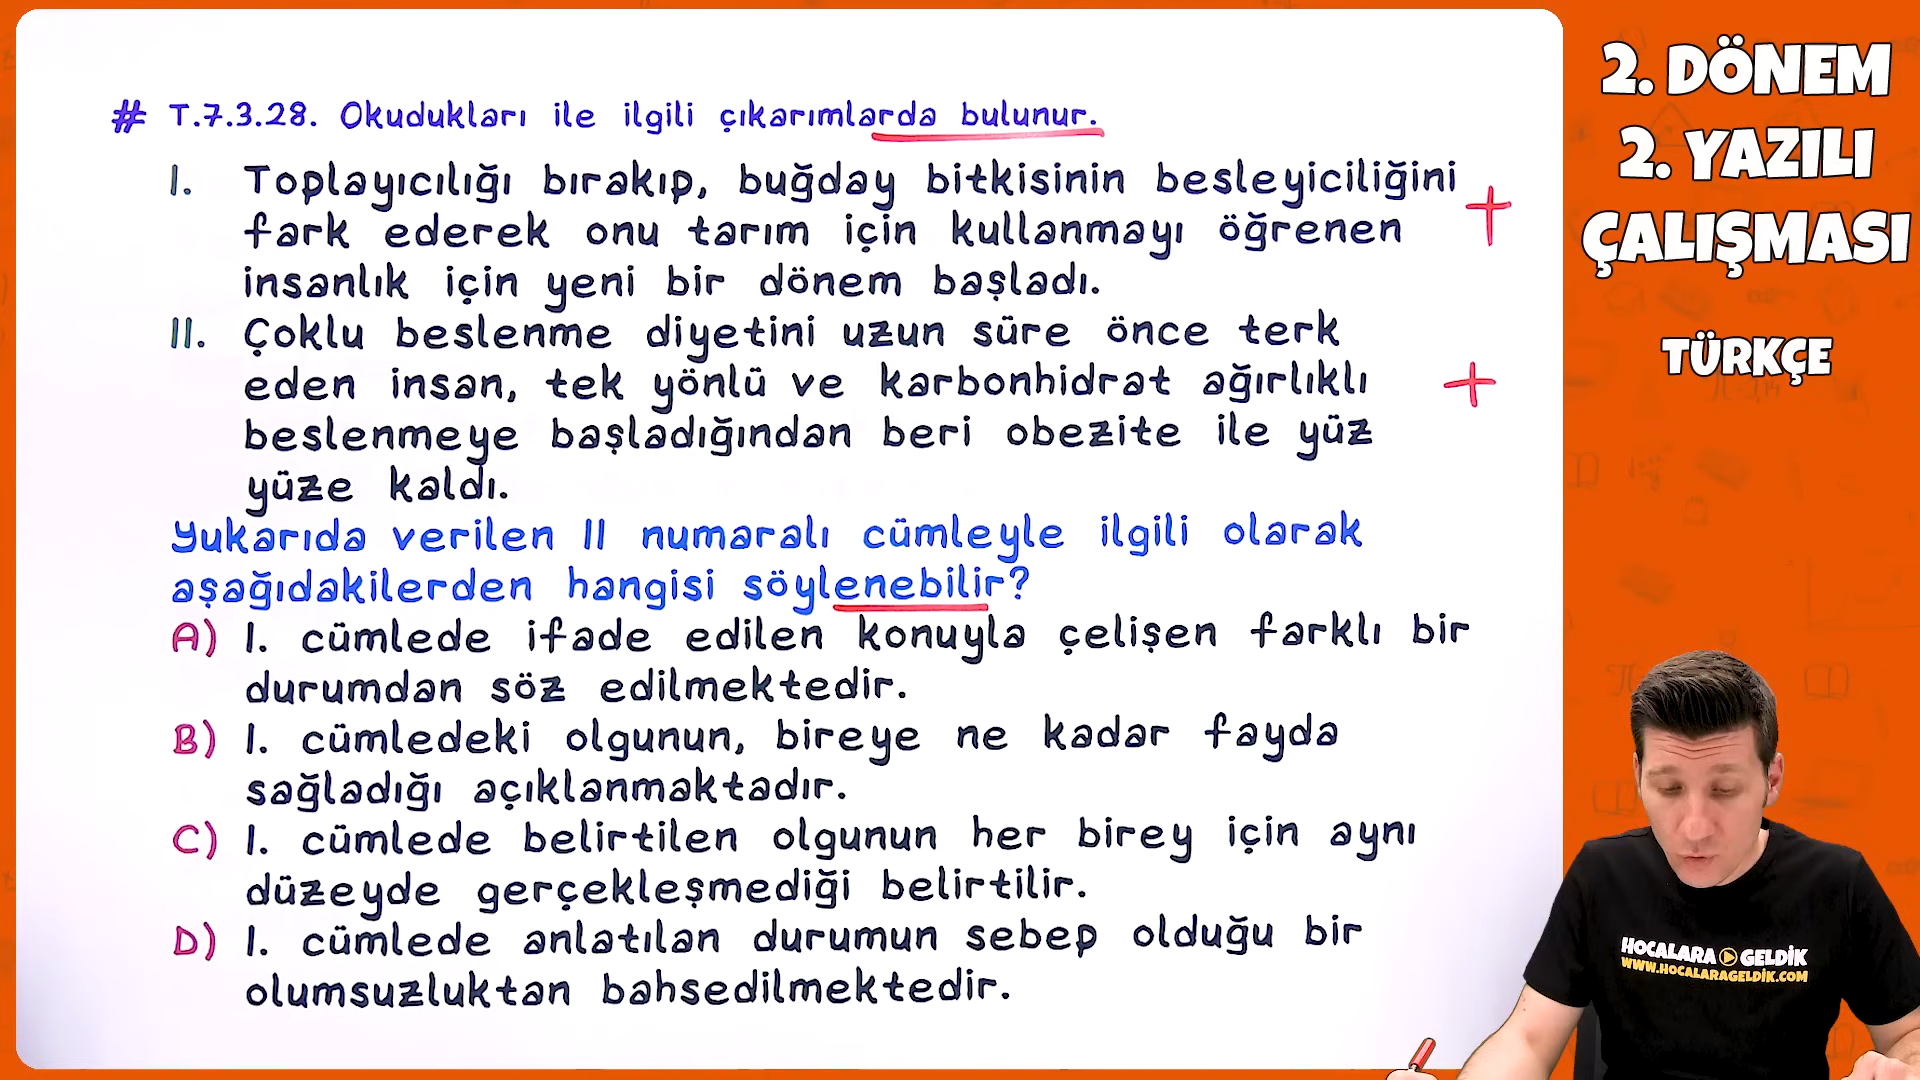 # T.7.3.28. Okudukları ile ilgili çıkarımlarda bulunur.
I. Toplayıcılığı bırakıp, buğday bitkisinin besleyiciliğini
fark ederek onu tarım için kullanmayı öğrenen
insanlık için yeni bir dönem başladı.
II. Çoklu beslenme diyetini uzun süre önce terk
eden insan, tek yönlü ve karbonhidrat ağırlıklı
beslenmeye başladığından beri obezite ile yüz
yüze kaldı.
Yukarıda verilen II numaralı cümleyle ilgili olarak
aşağıdakilerden hangisi söylenebilir?
A) I. cümlede ifade edilen konuyla çelişen farklı bir
durumdan söz edilmektedir.
B) I. cümledeki olgunun, bireye ne kadar fayda
sağladığı açıklanmaktadır.
C) I. cümlede belirtilen olgunun her birey için aynı
düzeyde gerçekleşmediği belirtilir.
D) I. cümlede anlatılan durumun sebep olduğu bir
olumsuzluktan bahsedilmektedir.
2. DÖNEM
2. YAZILI
ÇALIŞMASI
TÜRKÇE
HOCALARA GELDİK
WWW.HOCALARAGELDIK.COM